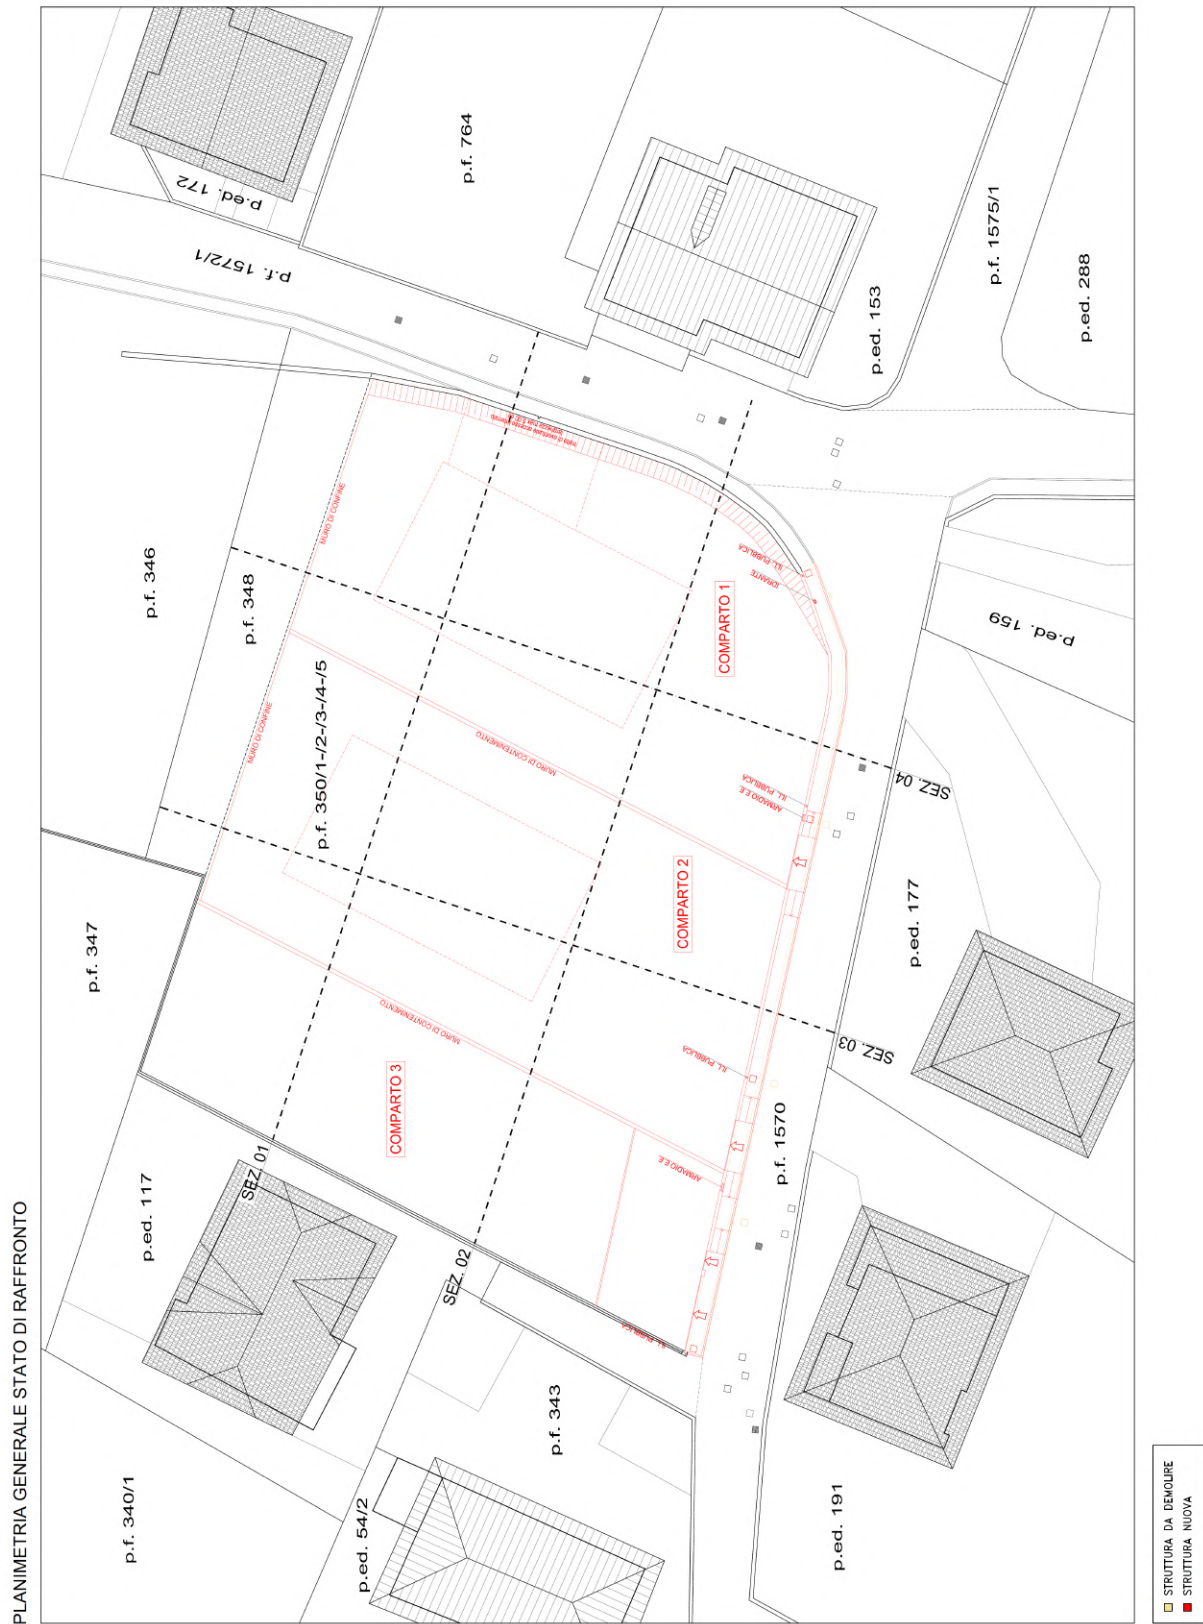 PLANIMETRIA GENERALE STATO DI RAFFRONTO
p.ed. 172
p.f. 764
p.f. 1572/1
p.ed. 153
p.f. 1575/1
p.ed. 288
p.f. 346
p.f. 348
MURO DI CONFINE
MURO DI CONFINE
p.f. 350/1-/2-/3-/4-/5
MURO DI CONTENIMENTO
COMPARTO 1
ILL. PUBBLICA
IDRANTE
p.ed. 159
ILL. PUBBLICA
ARMADIO E.E.
SEZ. 04
p.f. 347
COMPARTO 2
p.ed. 177
MURO DI CONTENIMENTO
COMPARTO 3
ILL. PUBBLICA
SEZ. 03
p.f. 1570
ARMADIO E.E.
p.ed. 117
SEZ. 01
SEZ. 02
ILL. PUBBLICA
p.f. 343
p.f. 340/1
p.ed. 54/2
p.ed. 191
STRUTTURA DA DEMOLIRE
STRUTTURA NUOVA